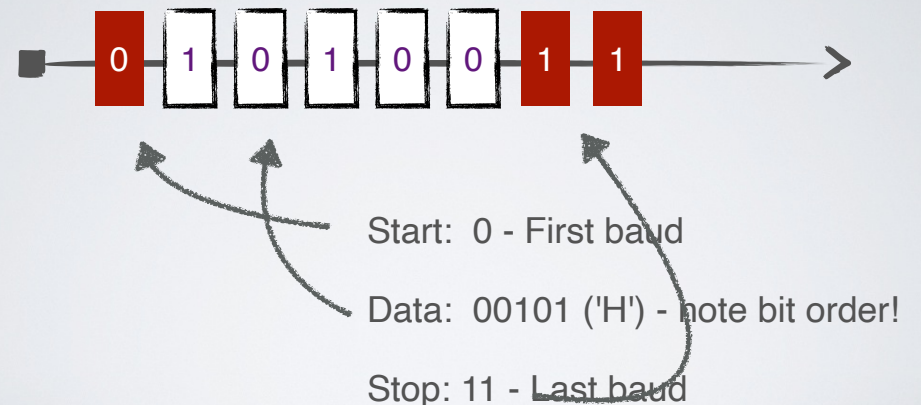 0 1 0 1 0 0 1 1
Start: 0 - First baud
Data: 00101 ('H') - note bit order!
Stop: 11 - Last baud